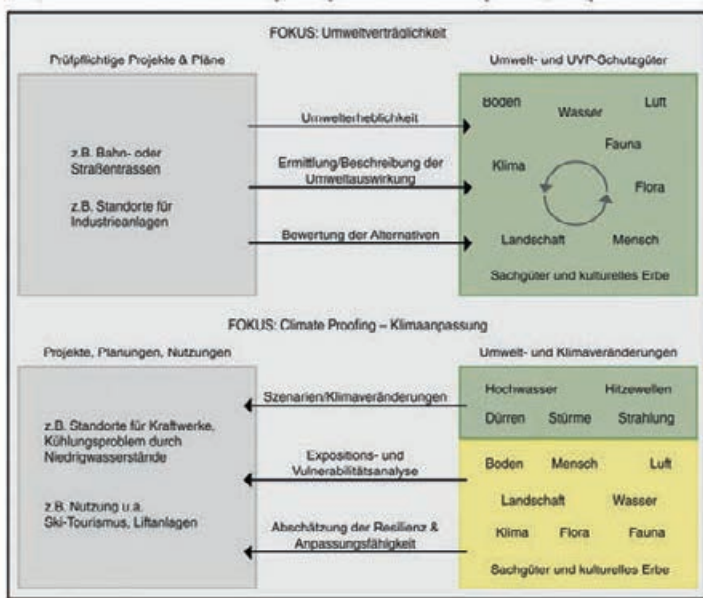 FOKUS: Umweltverträglichkeit
Prüfpflichtige Projekte & Pläne
z.B. Bahn- oder
Straßentrassen
z.B. Standorte für
Industrieanlagen
Umwelterheblichkeit
Ermittlung/Beschreibung der
Umweltauswirkung
Bewertung der Alternativen
Umwelt- und UVP-Schutzgüter
Boden
Wasser
Luft
Fauna
Klima
Flora
Landschaft
Mensch
Sachgüter und kulturelles Erbe
FOKUS: Climate Proofing – Klimaanpassung
Projekte, Planungen, Nutzungen
z.B. Standorte für Kraftwerke,
Kühlungsproblem durch
Niedrigwasserstände
z.B. Nutzung u.a.
Ski-Tourismus, Liftanlagen
Szenarien/Klimaveränderungen
Expositions- und
Vulnerabilitätsanalyse
Abschätzung der Resilienz &
Anpassungsfähigkeit
Umwelt- und Klimaveränderungen
Hochwasser
Hitzewellen
Dürren
Stürme
Strahlung
Boden
Mensch
Luft
Landschaft
Wasser
Klima
Flora
Fauna
Sachgüter und kulturelles Erbe